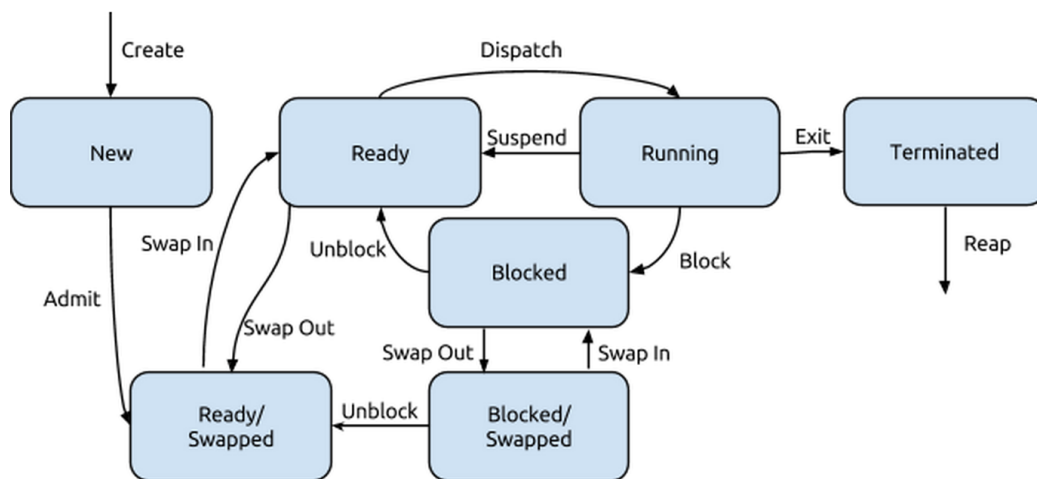 Create
Dispatch
New
Ready
Suspend
Running
Exit
Terminated
Swap In
Unblock
Blocked
Block
Reap
Admit
Swap Out
Swap Out
Swap In
Ready/
Swapped
Unblock
Blocked/
Swapped